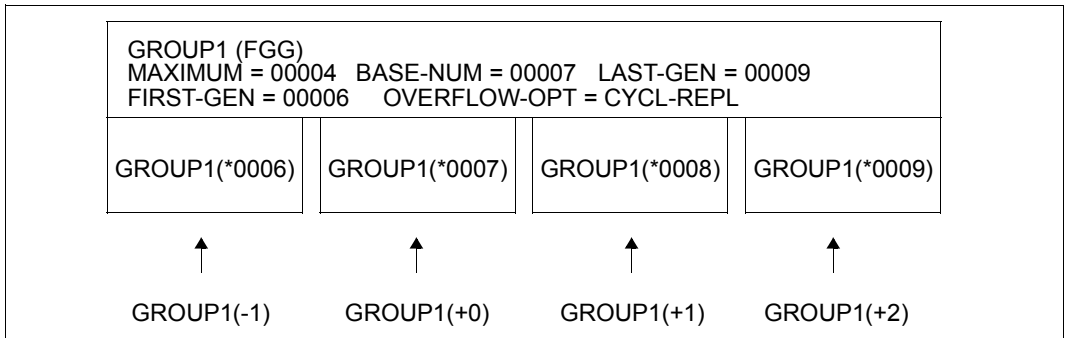 GROUP1 (FGG)
MAXIMUM = 00004 BASE-NUM = 00007 LAST-GEN = 00009
FIRST-GEN = 00006 OVERFLOW-OPT = CYCL-REPL
GROUP1(*0006) GROUP1(*0007) GROUP1(*0008) GROUP1(*0009)
GROUP1(-1) GROUP1(+0) GROUP1(+1) GROUP1(+2)